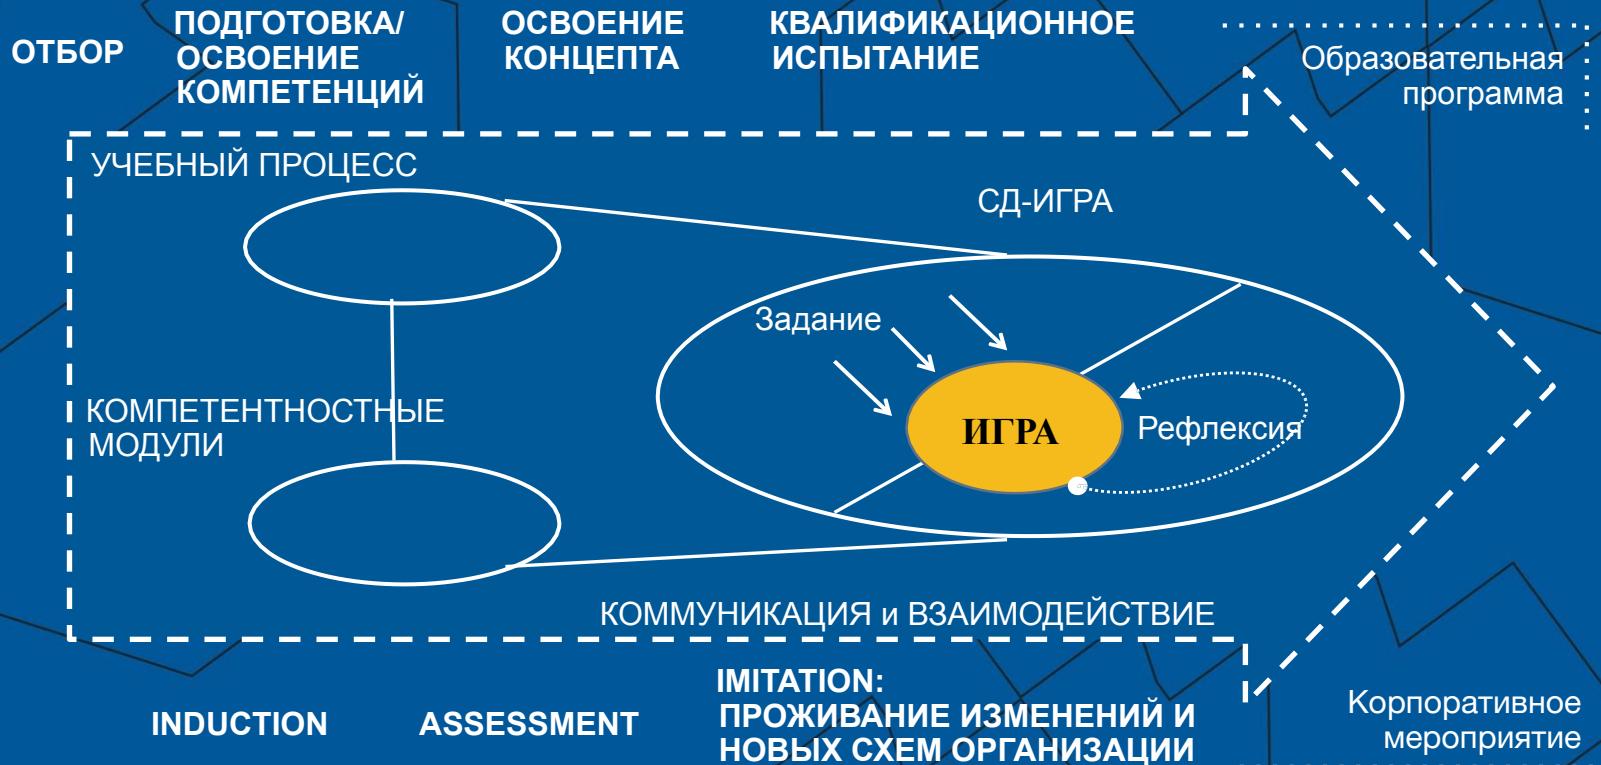 ОТБОР
ПОДГОТОВКА/
ОСВОЕНИЕ
КОМПЕТЕНЦИЙ
ОСВОЕНИЕ
КОНЦЕПТА
КВАЛИФИКАЦИОННОЕ
ИСПЫТАНИЕ
Образовательная
программа
УЧЕБНЫЙ ПРОЦЕСС
СД-ИГРА
Задание
КОМПЕТЕНТНОСТНЫЕ
МОДУЛИ
ИГРА
Рефлексия
КОММУНИКАЦИЯ и ВЗАИМОДЕЙСТВИЕ
INDUCTION
ASSESSMENT
IMITATION:
ПРОЖИВАНИЕ ИЗМЕНЕНИЙ И
НОВЫХ СХЕМ ОРГАНИЗАЦИИ
Корпоративное
мероприятие